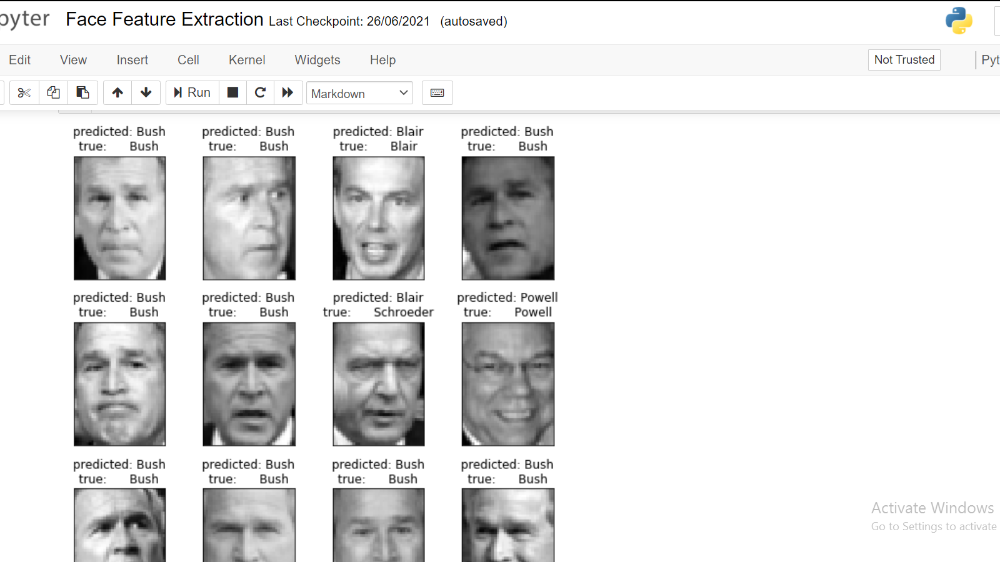 pyter Face Feature Extraction Last Checkpoint: 26/06/2021 (autosaved)
Edit View Insert Cell Kernel Widgets Help Not Trusted Pyt
Run Markdown
predicted: Bush predicted: Bush predicted: Blair predicted: Bush
true: Bush true: Bush true: Blair true: Bush
predicted: Bush predicted: Bush predicted: Blair predicted: Powell
true: Bush true: Bush true: Schroeder true: Powell
predicted: Bush predicted: Bush predicted: Bush predicted: Bush
true: Bush true: Bush true: Bush true: Bush
Activate Windows
Go to Settings to activate